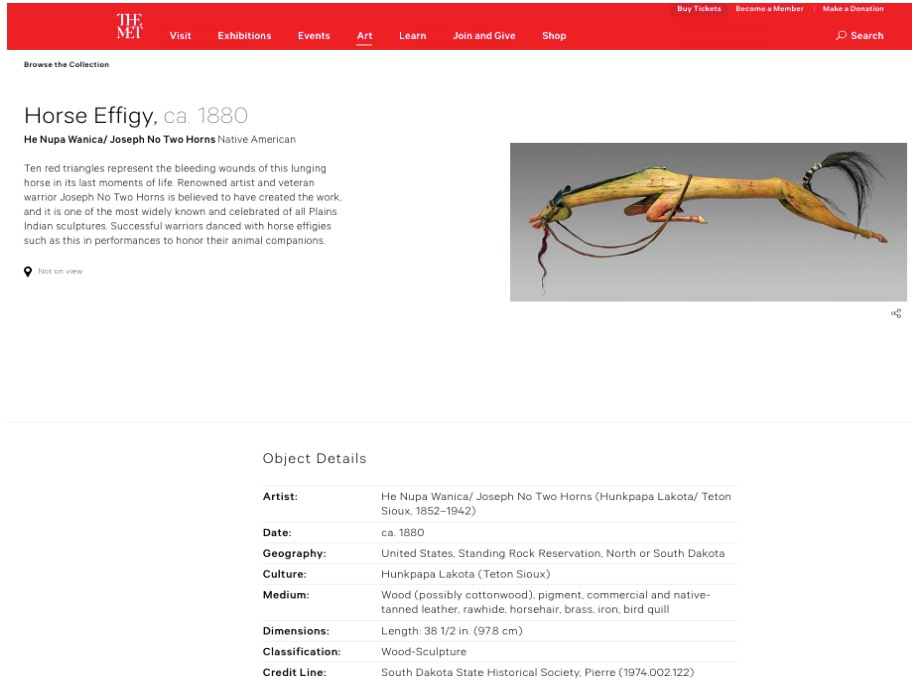 Buy Tickets Become a Member | Make a Donation
THE
MET
Visit Exhibitions Events Art Learn Join and Give Shop Search
Browse the Collection
Horse Effigy, ca. 1880
He Nupa Wanica/ Joseph No Two Horns Native American
Ten red triangles represent the bleeding wounds of this lunging
horse in its last moments of life. Renowned artist and veteran
warrior Joseph No Two Horns is believed to have created the work,
and it is one of the most widely known and celebrated of all Plains
Indian sculptures. Successful warriors danced with horse effigies
such as this in performances to honor their animal companions.
Not on view
Object Details
Artist: He Nupa Wanica/ Joseph No Two Horns (Hunkpapa Lakota/ Teton
Sioux, 1852–1942)
Date: ca. 1880
Geography: United States, Standing Rock Reservation, North or South Dakota
Culture: Hunkpapa Lakota (Teton Sioux)
Medium: Wood (possibly cottonwood), pigment, commercial and native-
tanned leather, rawhide, horsehair, brass, iron, bird quill
Dimensions: Length: 38 1/2 in. (97.8 cm)
Classification: Wood-Sculpture
Credit Line: South Dakota State Historical Society, Pierre (1974.002.122)